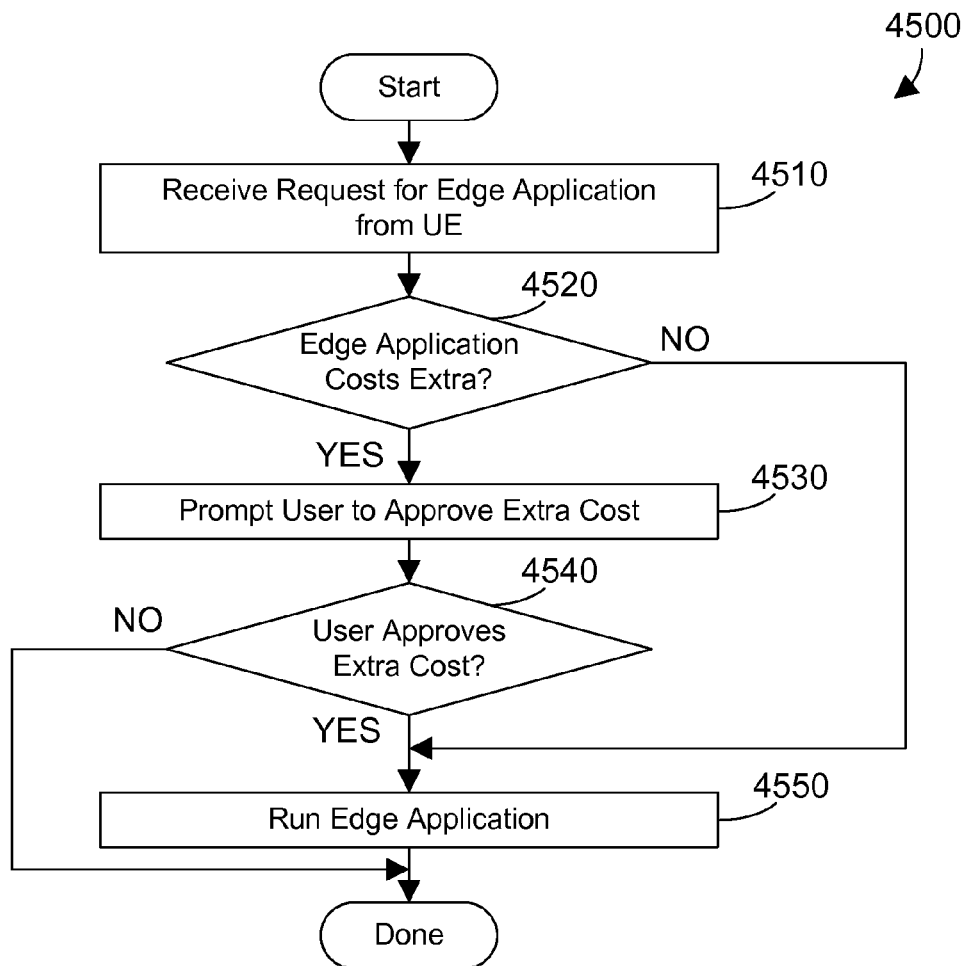 4500
Start
Receive Request for Edge Application
from UE
4510
4520
Edge Application
Costs Extra?
NO
YES
4530
Prompt User to Approve Extra Cost
4540
NO
User Approves
Extra Cost?
YES
4550
Run Edge Application
Done